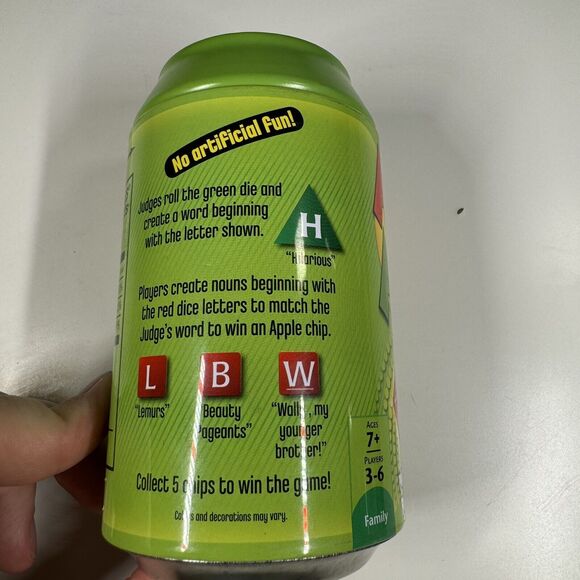 No artificial fun!
Judges roll the green die and
create a word beginning
with the letter shown.
H
"Hilarious"
Players create nouns beginning with
the red dice letters to match the
Judge's word to win an Apple chip.
L B W
"Lemurs"
"Beauty
Pageants"
"Wally, my
younger
brother!"
Collect 5 chips to win the game!
Colors and decorations may vary.
AGES
7+
PLAYERS
3-6
Family